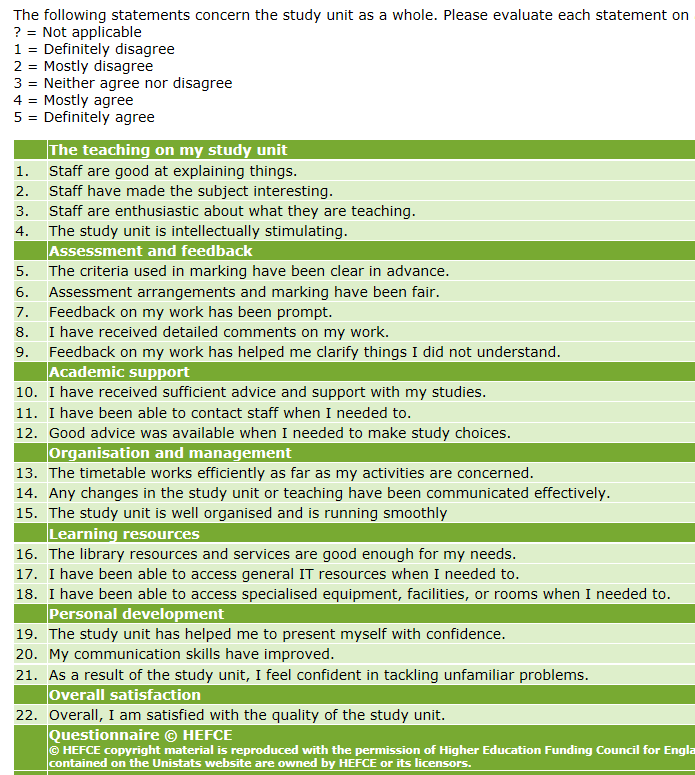 The following statements concern the study unit as a whole. Please evaluate each statement on
? = Not applicable
1 = Definitely disagree
2 = Mostly disagree
3 = Neither agree nor disagree
4 = Mostly agree
5 = Definitely agree
The teaching on my study unit
1. Staff are good at explaining things.
2. Staff have made the subject interesting.
3. Staff are enthusiastic about what they are teaching.
4. The study unit is intellectually stimulating.
Assessment and feedback
5. The criteria used in marking have been clear in advance.
6. Assessment arrangements and marking have been fair.
7. Feedback on my work has been prompt.
8. I have received detailed comments on my work.
9. Feedback on my work has helped me clarify things I did not understand.
Academic support
10. I have received sufficient advice and support with my studies.
11. I have been able to contact staff when I needed to.
12. Good advice was available when I needed to make study choices.
Organisation and management
13. The timetable works efficiently as far as my activities are concerned.
14. Any changes in the study unit or teaching have been communicated effectively.
15. The study unit is well organised and is running smoothly
Learning resources
16. The library resources and services are good enough for my needs.
17. I have been able to access general IT resources when I needed to.
18. I have been able to access specialised equipment, facilities, or rooms when I needed to.
Personal development
19. The study unit has helped me to present myself with confidence.
20. My communication skills have improved.
21. As a result of the study unit, I feel confident in tackling unfamiliar problems.
Overall satisfaction
22. Overall, I am satisfied with the quality of the study unit.
Questionnaire © HEFCE
© HEFCE copyright material is reproduced with the permission of Higher Education Funding Council for Engla
contained on the Unistats website are owned by HEFCE or its licensors.